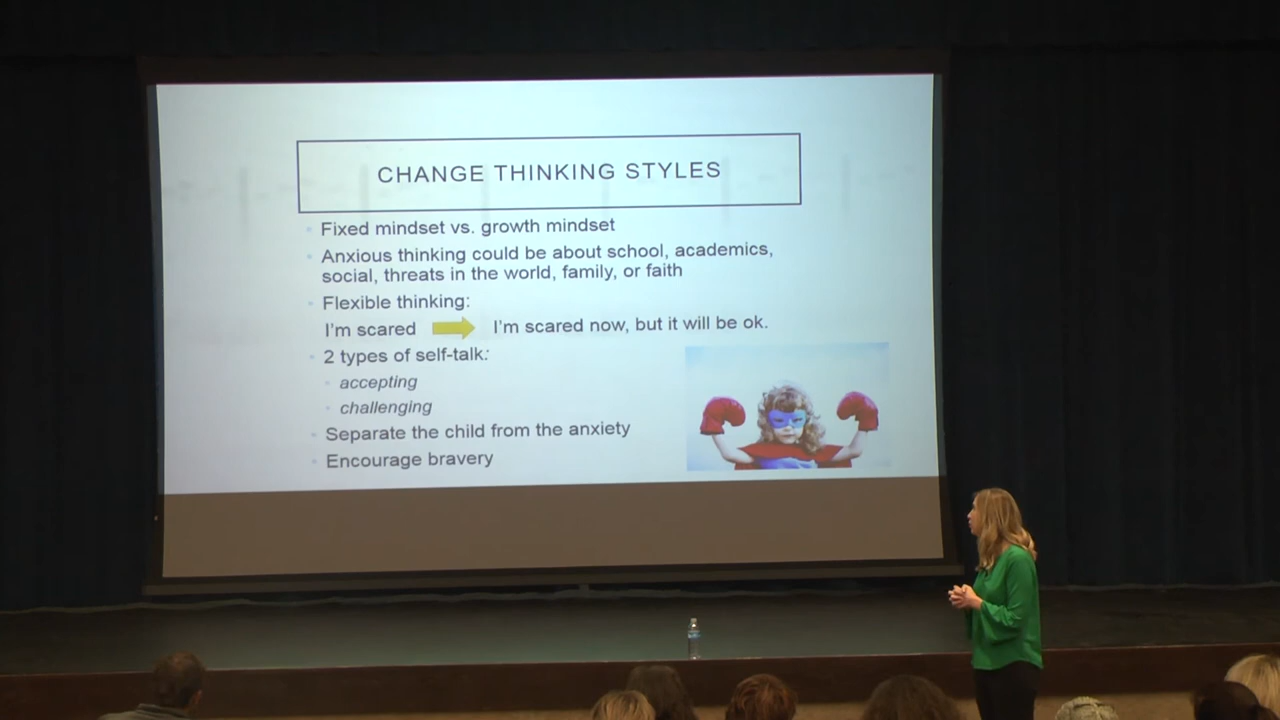 CHANGE THINKING STYLES
Fixed mindset vs. growth mindset
Anxious thinking could be about school, academics,
social, threats in the world, family, or faith
Flexible thinking:
I'm scared I'm scared now, but it will be ok.
2 types of self-talk:
accepting
challenging
Separate the child from the anxiety
Encourage bravery